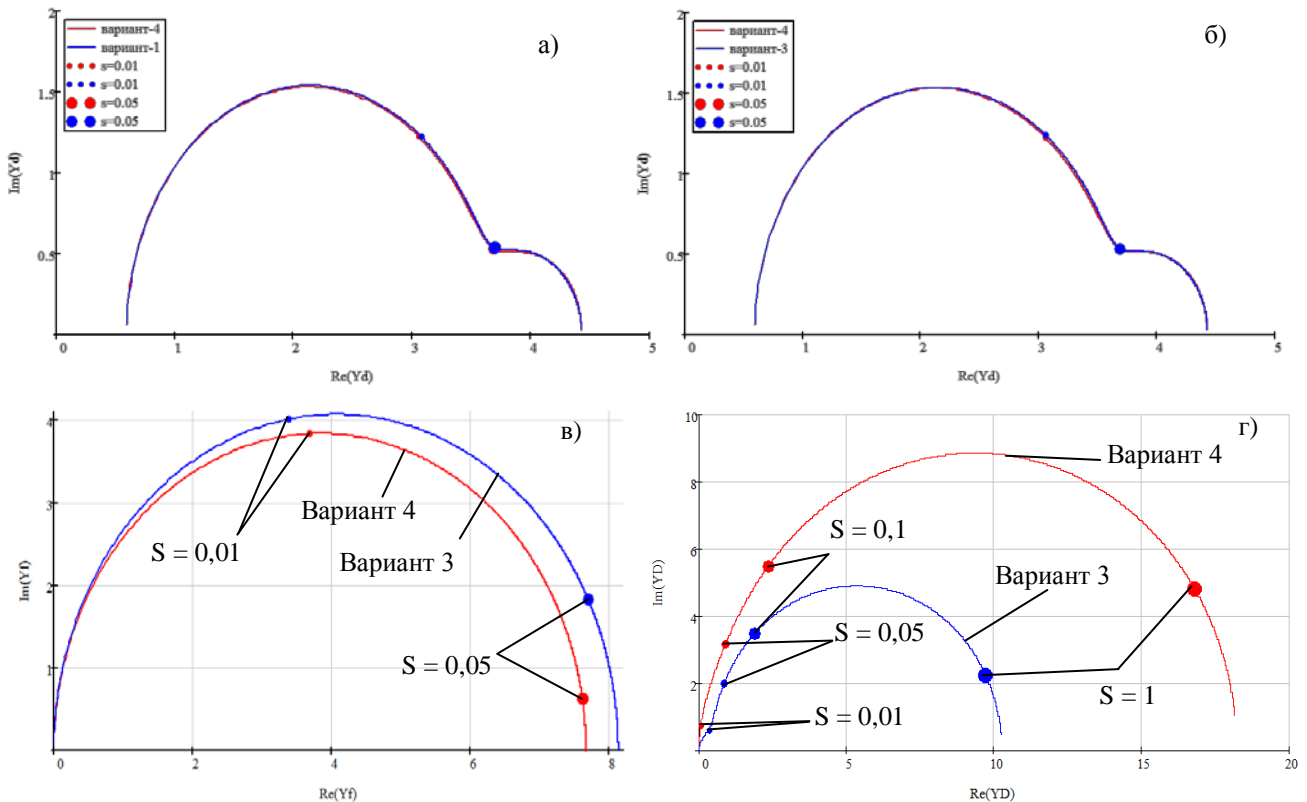 2
вариант-4
вариант-1
s=0.01
s=0.01
s=0.05
s=0.05
а)
1.5
1
0.5
Im(Yd)
0
1
2
3
4
5
Re(Yd)
2
вариант-4
вариант-3
s=0.01
s=0.01
s=0.05
s=0.05
б)
1.5
1
0.5
Im(Yd)
0
1
2
3
4
5
Re(Yd)
4
3
2
1
Im(Yf)
в)
Вариант 4
S = 0,01
Вариант 3
S = 0,05
0
2
4
6
8
Re(Yf)
10
8
6
4
2
Im(YD)
г)
Вариант 4
S = 0,1
Вариант 3
S = 0,05
S = 1
S = 0,01
0
5
10
15
20
Re(YD)